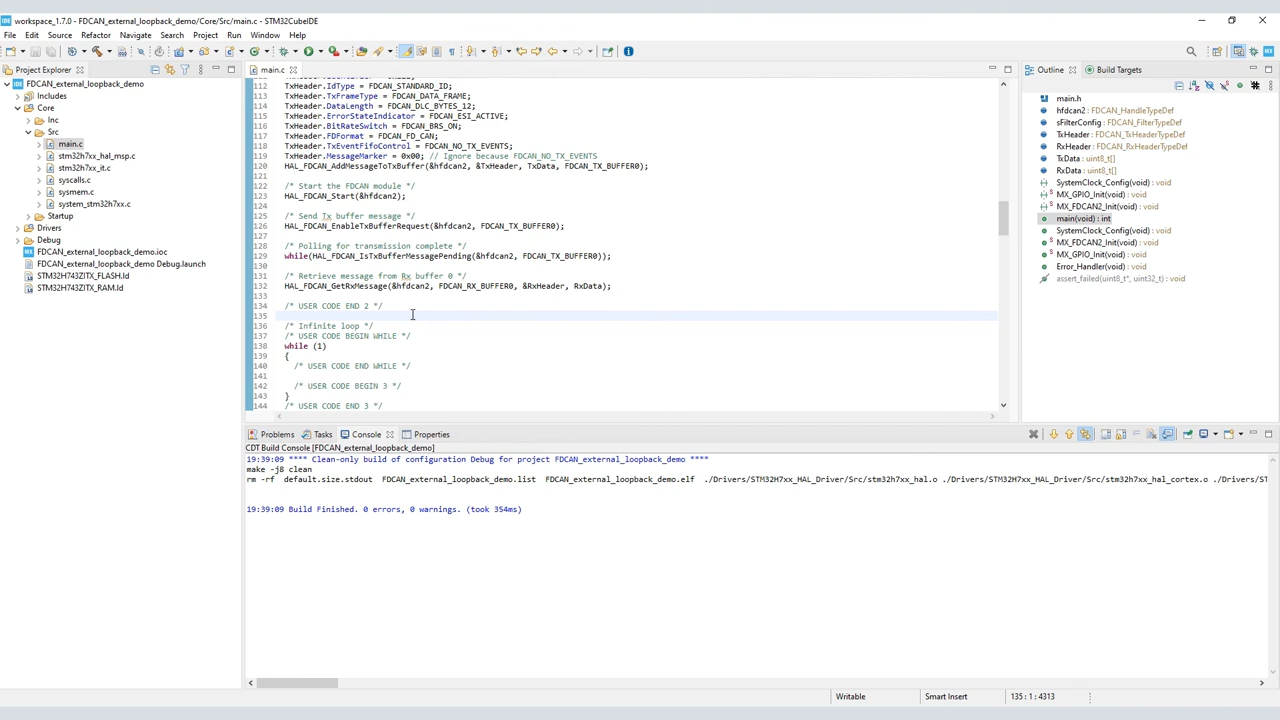 workspace_1.7.0 - FDCAN_external_loopback_demo/Core/Src/main.c - STM32CubeIDE
File Edit Source Refactor Navigate Search Project Run Window Help
Project Explorer
FDCAN_external_loopback_demo
Includes
Core
Inc
Src
main.c
stm32h7xx_hal_msp.c
stm32h7xx_it.c
syscalls.c
sysmem.c
system_stm32h7xx.c
Startup
Drivers
Debug
FDCAN_external_loopback_demo.ioc
FDCAN_external_loopback_demo Debug.launch
STM32H743ZITX_FLASH.ld
STM32H743ZITX_RAM.ld
main.c
112 TxHeader.IdType = FDCAN_STANDARD_ID;
113 TxHeader.TxFrameType = FDCAN_DATA_FRAME;
114 TxHeader.DataLength = FDCAN_DLC_BYTES_12;
115 TxHeader.ErrorStateIndicator = FDCAN_ESI_ACTIVE;
116 TxHeader.BitRateSwitch = FDCAN_BRS_ON;
117 TxHeader.FDFormat = FDCAN_FD_CAN;
118 TxHeader.TxEventFifoControl = FDCAN_NO_TX_EVENTS;
119 TxHeader.MessageMarker = 0x00; // Ignore because FDCAN_NO_TX_EVENTS
120 HAL_FDCAN_AddMessageToTxBuffer(&hfdcan2, &TxHeader, TxData, FDCAN_TX_BUFFER0);
121
122 /* Start the FDCAN module */
123 HAL_FDCAN_Start(&hfdcan2);
124
125 /* Send Tx buffer message */
126 HAL_FDCAN_EnableTxBufferRequest(&hfdcan2, FDCAN_TX_BUFFER0);
127
128 /* Polling for transmission complete */
129 while(HAL_FDCAN_IsTxBufferMessagePending(&hfdcan2, FDCAN_TX_BUFFER0));
130
131 /* Retrieve message from Rx buffer 0 */
132 HAL_FDCAN_GetRxMessage(&hfdcan2, FDCAN_RX_BUFFER0, &RxHeader, RxData);
133
134 /* USER CODE END 2 */
135
136 /* Infinite loop */
137 /* USER CODE BEGIN WHILE */
138 while (1)
139 {
140 /* USER CODE END WHILE */
141
142 /* USER CODE BEGIN 3 */
143 }
144 /* USER CODE END 3 */
Outline Build Targets
main.h
hfdcan2 : FDCAN_HandleTypeDef
sFilterConfig : FDCAN_FilterTypeDef
TxHeader : FDCAN_TxHeaderTypeDef
RxHeader : FDCAN_RxHeaderTypeDef
TxData : uint8_t[]
RxData : uint8_t[]
SystemClock_Config(void) : void
MX_GPIO_Init(void) : void
MX_FDCAN2_Init(void) : void
main(void) : int
SystemClock_Config(void) : void
MX_FDCAN2_Init(void) : void
MX_GPIO_Init(void) : void
Error_Handler(void) : void
assert_failed(uint8_t*, uint32_t) : void
Problems Tasks Console Properties
CDT Build Console [FDCAN_external_loopback_demo]
19:39:09 **** Clean-only build of configuration Debug for project FDCAN_external_loopback_demo ****
make -j8 clean
rm -rf default.size.stdout FDCAN_external_loopback_demo.list FDCAN_external_loopback_demo.elf ./Drivers/STM32H7xx_HAL_Driver/Src/stm32h7xx_hal.o ./Drivers/STM32H7xx_HAL_Driver/Src/stm32h7xx_hal_cortex.o ./Drivers/ST
19:39:09 Build Finished. 0 errors, 0 warnings. (took 354ms)
Writable Smart Insert 135 : 1 : 4313